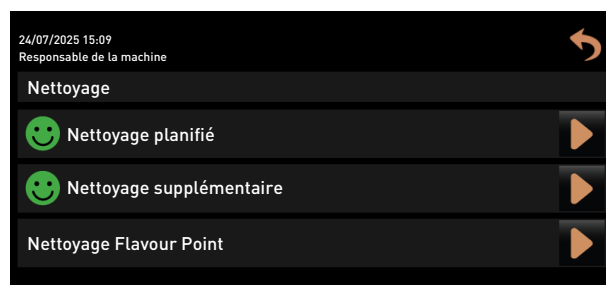 24/07/2025 15:09
Responsable de la machine
Nettoyage
Nettoyage planifié
Nettoyage supplémentaire
Nettoyage Flavour Point